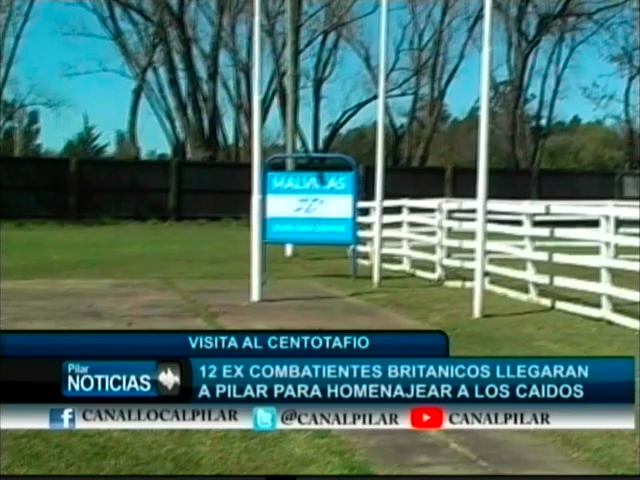 MALVINAS
VISITA AL CENTOTAFIO
Pilar
NOTICIAS
12 EX COMBATIENTES BRITANICOS LLEGARAN
A PILAR PARA HOMENAJEAR A LOS CAIDOS
CANALLOCALPILAR
@CANALPILAR
CANALPILAR